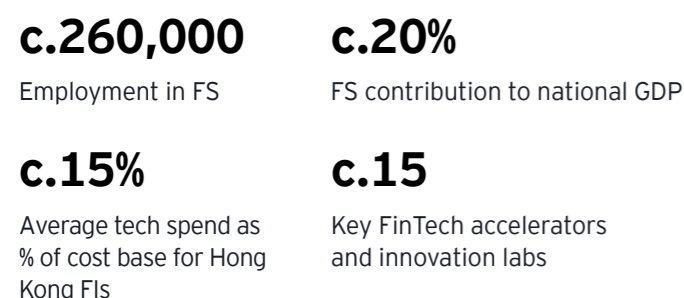 c.260,000
Employment in FS
c.20%
FS contribution to national GDP
c.15%
Average tech spend as
% of cost base for Hong
Kong FIs
c.15
Key FinTech accelerators
and innovation labs